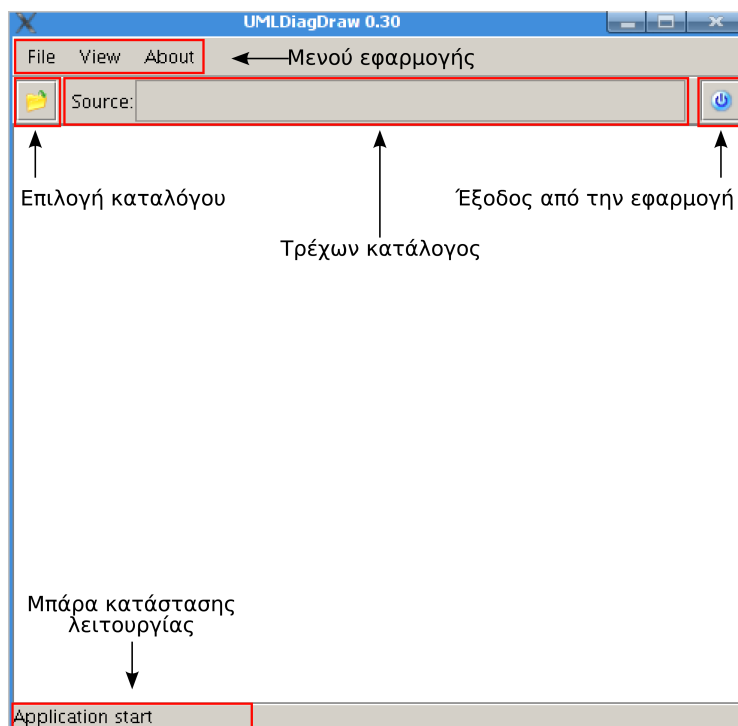 UMLDiagDraw 0.30
File View About
Μενού εφαρμογής
Source:
Επιλογή καταλόγου
Έξοδος από την εφαρμογή
Τρέχων κατάλογος
Μπάρα κατάστασης
λειτουργίας
Application start